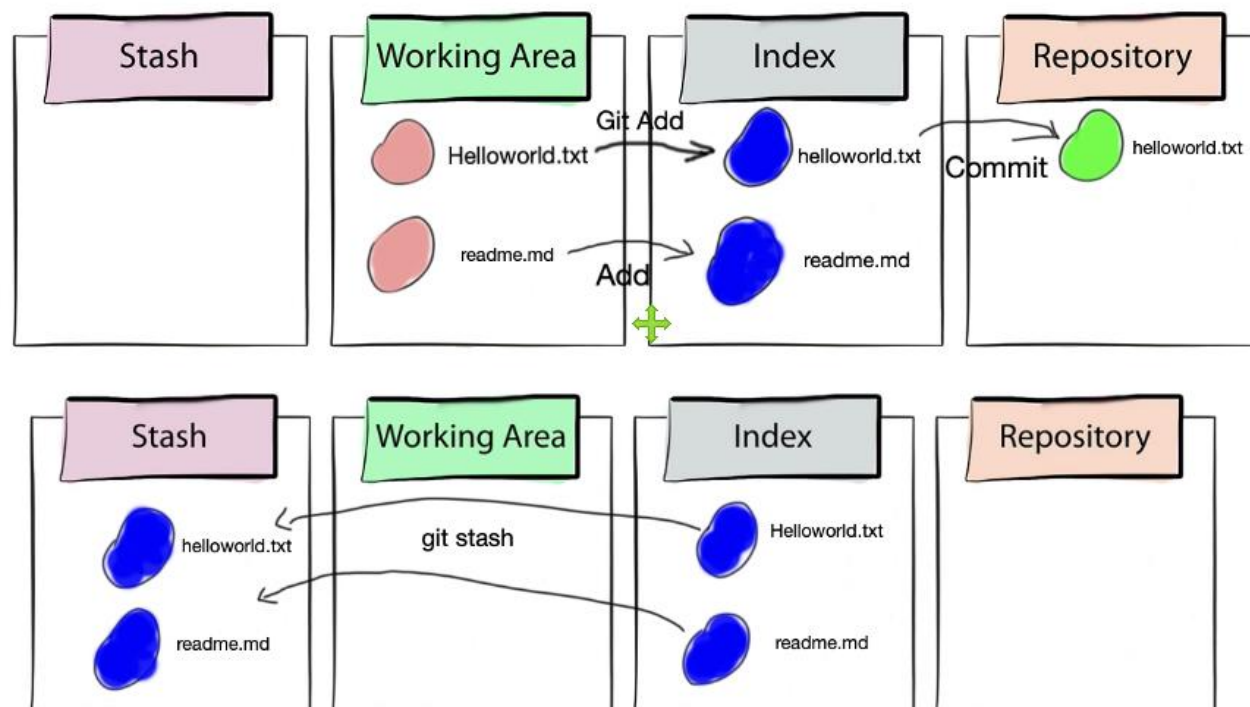 Stash
Working Area
Index
Repository
Git Add
Helloworld.txt
helloworld.txt
helloworld.txt
Commit
readme.md
readme.md
Add
Stash
Working Area
Index
Repository
helloworld.txt
git stash
Helloworld.txt
readme.md
readme.md